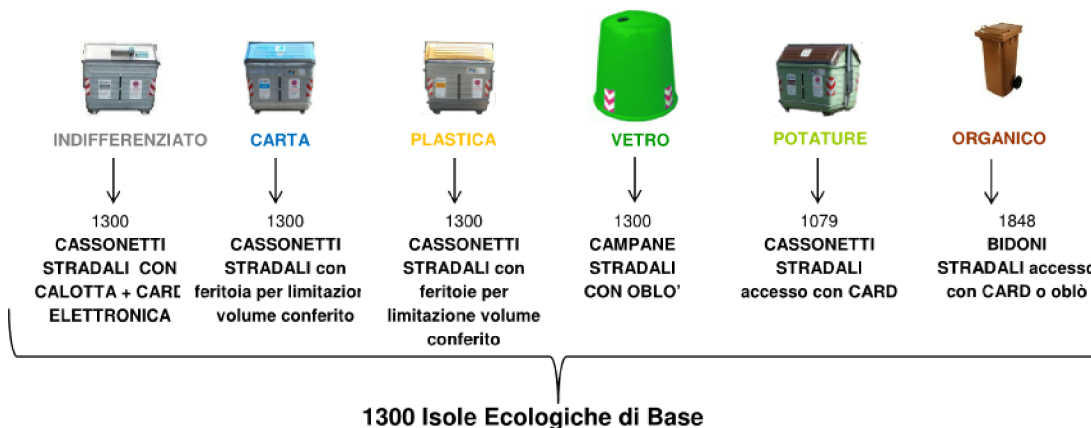 INDIFFERENZIATO
CARTA
PLASTICA
VETRO
POTATURE
ORGANICO
1300
CASSONETTI
STRADALI CON
CALOTTA + CARD
ELETTRONICA
1300
CASSONETTI
STRADALI con
feritoia per limitazion
volume conferito
1300
CASSONETTI
STRADALI con
feritoie per
limitazione volume
conferito
1300
CAMPANE
STRADALI
CON OBLO'
1079
CASSONETTI
STRADALI
accesso con CARD
1848
BIDONI
STRADALI accesso
con CARD o oblò
1300 Isole Ecologiche di Base